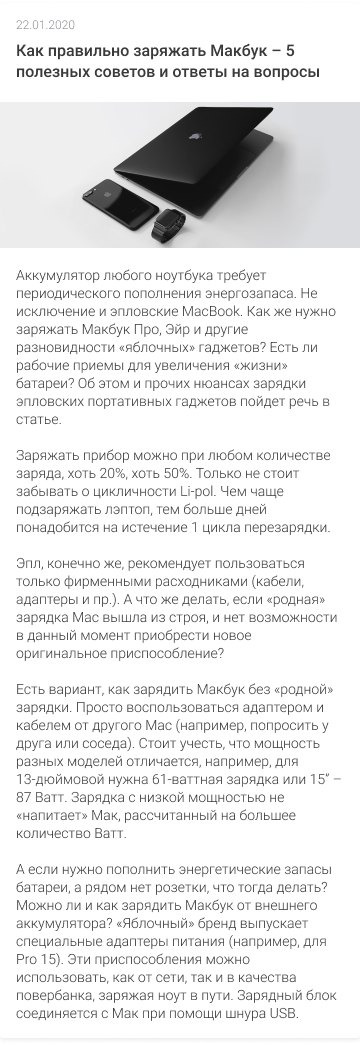 22.01.2020
Как правильно заряжать Макбук – 5
полезных советов и ответы на вопросы
Аккумулятор любого ноутбука требует
периодического пополнения энергозапаса. Не
исключение и эпловские MacBook. Как же нужно
заряжать Макбук Про, Эйр и другие
разновидности «яблочных» гаджетов? Есть ли
рабочие приемы для увеличения «жизни»
батареи? Об этом и прочих нюансах зарядки
эпловских портативных гаджетов пойдет речь в
статье.
Заряжать прибор можно при любом количестве
заряда, хоть 20%, хоть 50%. Только не стоит
забывать о цикличности Li-pol. Чем чаще
подзаряжать лэптоп, тем больше дней
понадобится на истечение 1 цикла перезарядки.
Эпл, конечно же, рекомендует пользоваться
только фирменными расходниками (кабели,
адаптеры и пр.). А что же делать, если «родная»
зарядка Mac вышла из строя, и нет возможности
в данный момент приобрести новое
оригинальное приспособление?
Есть вариант, как зарядить Макбук без «родной»
зарядки. Просто воспользоваться адаптером и
кабелем от другого Mac (например, попросить у
друга или соседа). Стоит учесть, что мощность
разных моделей отличается, например, для
13-дюймовой нужна 61-ваттная зарядка или 15” –
87 Ватт. Зарядка с низкой мощностью не
«напитает» Мак, рассчитанный на большее
количество Ватт.
А если нужно пополнить энергетические запасы
батареи, а рядом нет розетки, что тогда делать?
Можно ли и как зарядить Макбук от внешнего
аккумулятора? «Яблочный» бренд выпускает
специальные адаптеры питания (например, для
Pro 15). Эти приспособления можно
использовать, как от сети, так и в качества
повербанка, заряжая ноут в пути. Зарядный блок
соединяется с Мак при помощи шнура USB.